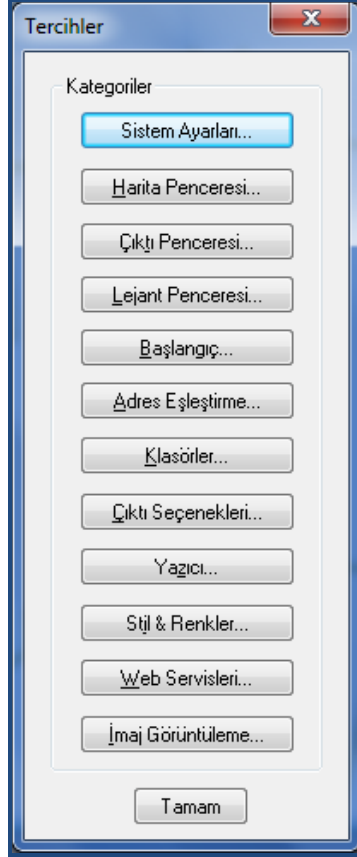 Tercihler
Kategoriler
Sistem Ayarları...
Harita Penceresi...
Çıktı Penceresi...
Lejant Penceresi...
Başlangıç...
Adres Eşleştirme...
Klasörler...
Çıktı Seçenekleri...
Yazıcı...
Stil & Renkler...
Web Servisleri...
İmaj Görüntüleme...
Tamam